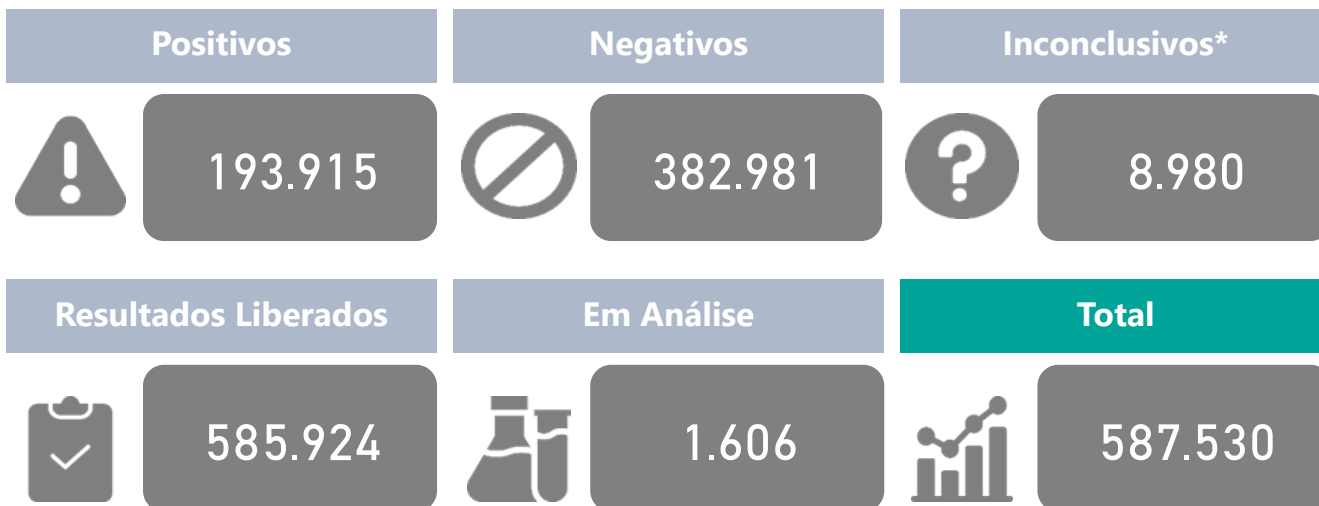 Positivos
Negativos
Inconclusivos*
193.915
382.981
8.980
Resultados Liberados
Em Análise
Total
585.924
1.606
587.530